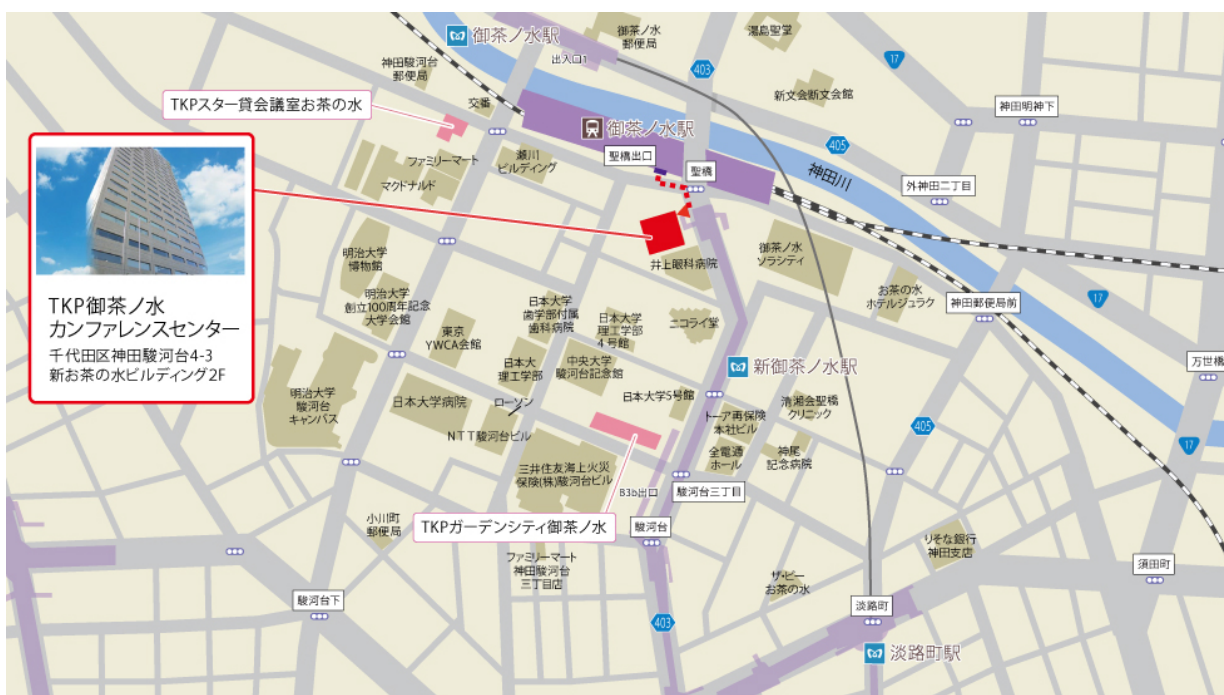 御茶ノ水駅
御茶ノ水
郵便局
湯島聖堂
出入口1
403
17
神田駿河台
郵便局
新文会断文会館
TKPスター貸会議室お茶の水
交番
神田明神下
御茶ノ水駅
聖橋出口
405
瀬川
ビルディング
ファミリーマート
マクドナルド
聖橋
神田川
外神田二丁目
TKP御茶ノ水
カンファレンスセンター
千代田区神田駿河台4-3
新お茶の水ビルディング2F
明治大学
博物館
井上眼科病院
御茶ノ水
ソラシティ
お茶の水
ホテルジュラク
神田郵便局前
17
明治大学
創立100周年記念
大学会館
日本大学
歯学部付属
歯科病院
日本大学
理工学部
4号館
ニコライ堂
東京
YWCA会館
日本大
理工学部
中央大学
駿河台記念館
新御茶ノ水駅
万世橋
明治大学
駿河台
キャンパス
日本大学病院
ローソン
日本大学5号館
トーア再保険
本社ビル
清湘会聖橋
クリニック
NTT駿河台ビル
405
17
三井住友海上火災
保険(株)駿河台ビル
全電通
ホール
神尾
記念病院
B3b出口
駿河台三丁目
TKPガーデンシティ御茶ノ水
駿河台
小川町
郵便局
ファミリーマート
神田駿河台
三丁目店
りそな銀行
神田支店
ザ・ビー
お茶の水
須田町
駿河台下
淡路町
403
淡路町駅